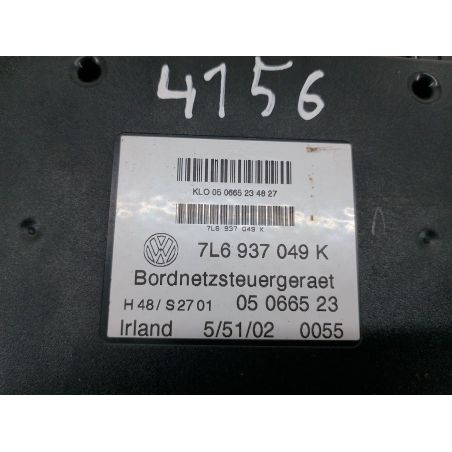 4156
KLO 05 0665 23 48 27
7L6 937 049 K
7L6 937 049 K
Bordnetzsteuergeraet
H 48/ S 27 01 05 0665 23
Irland 5/51/02 0055